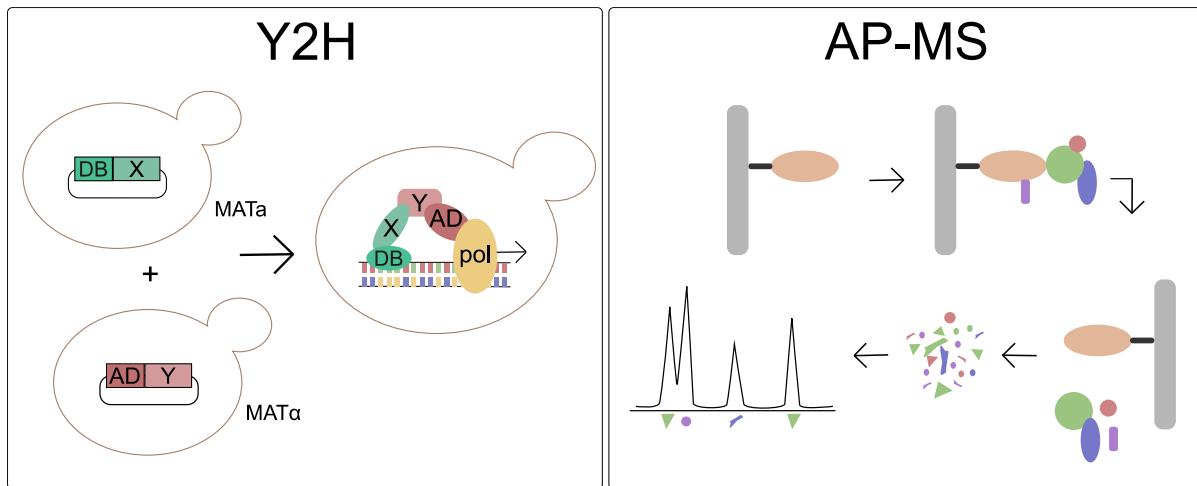 Y2H
DB X
MATa
+
AD Y
MATα
Y
X AD
DB pol
AP-MS